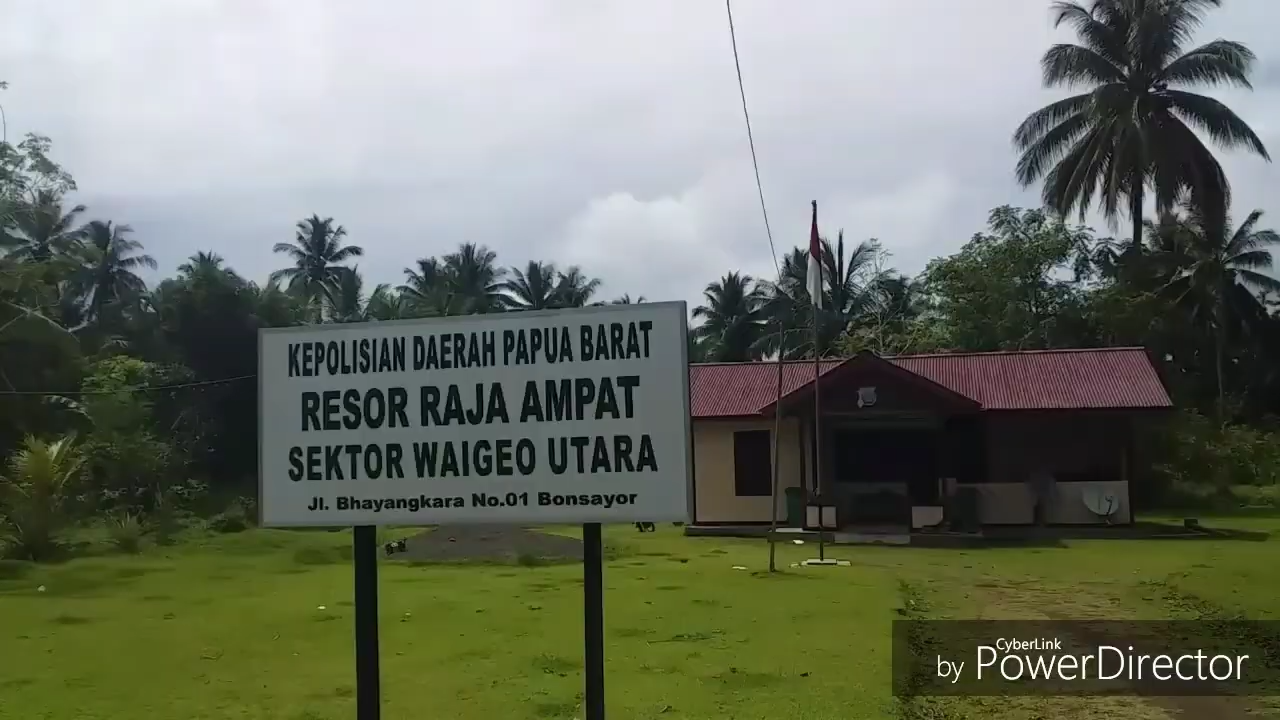 KEPOLISIAN DAERAH PAPUA BARAT
RESOR RAJA AMPAT
SEKTOR WAIGEO UTARA
Jl. Bhayangkara No.01 Bonsayor
CyberLink
by PowerDirector